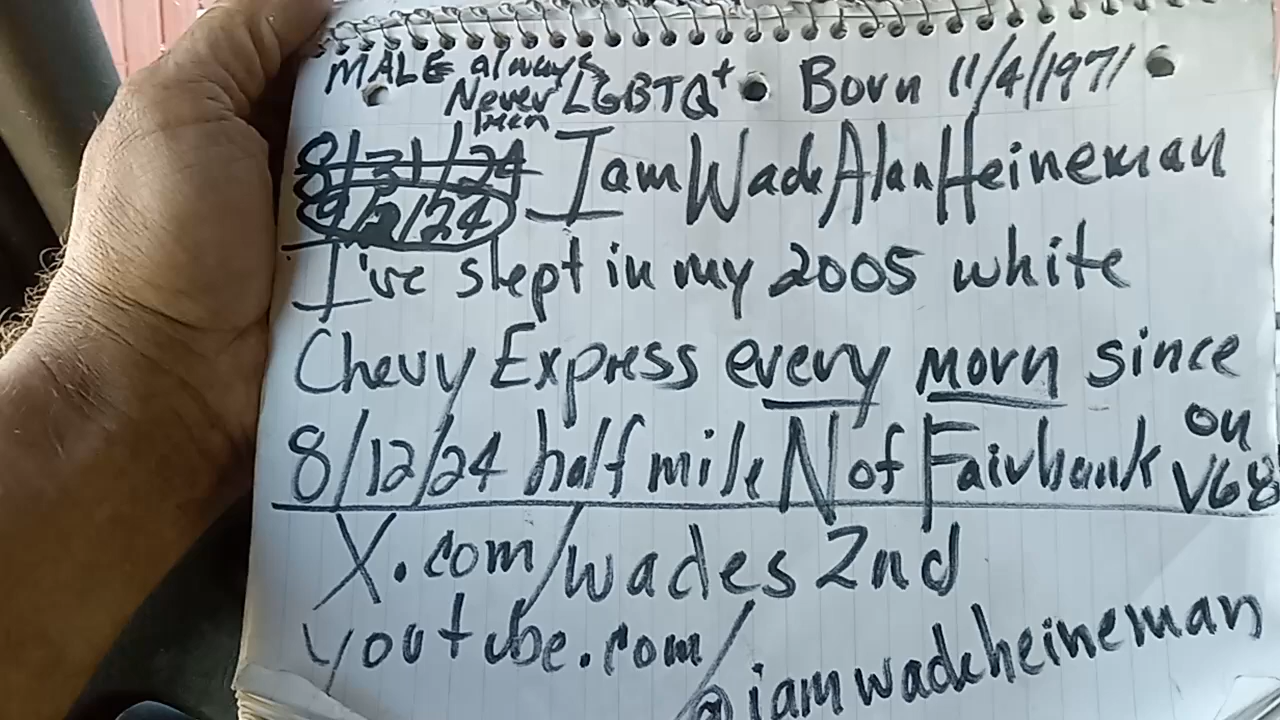 MALE always Never been LGBTQ+ Born 11/4/1971
8/31/24
9/2/24 I am Wade Alan Heineman
I've slept in my 2005 white
Chevy Express every morn since
8/12/24 half mile N of Fairbank on V68
X.com/wades2nd
youtube.com/
@iamwadeheineman